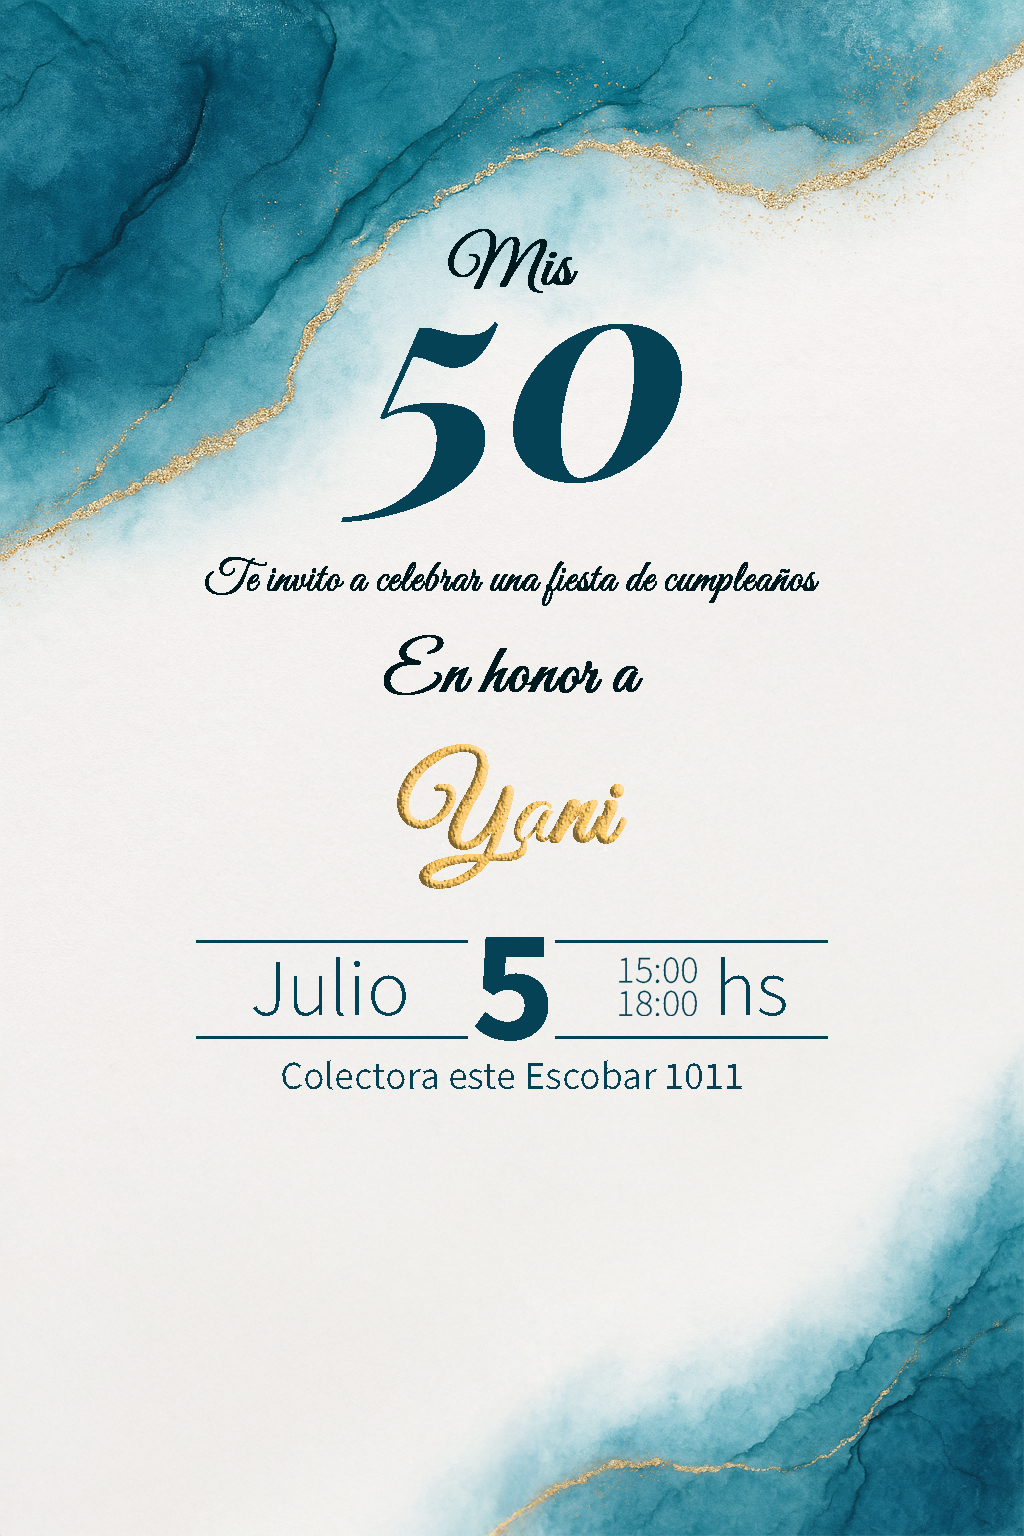 Mis
50
Te invito a celebrar una fiesta de cumpleaños
En honor a
Yani
Julio 5 15:00 18:00 hs
Colectora este Escobar 1011